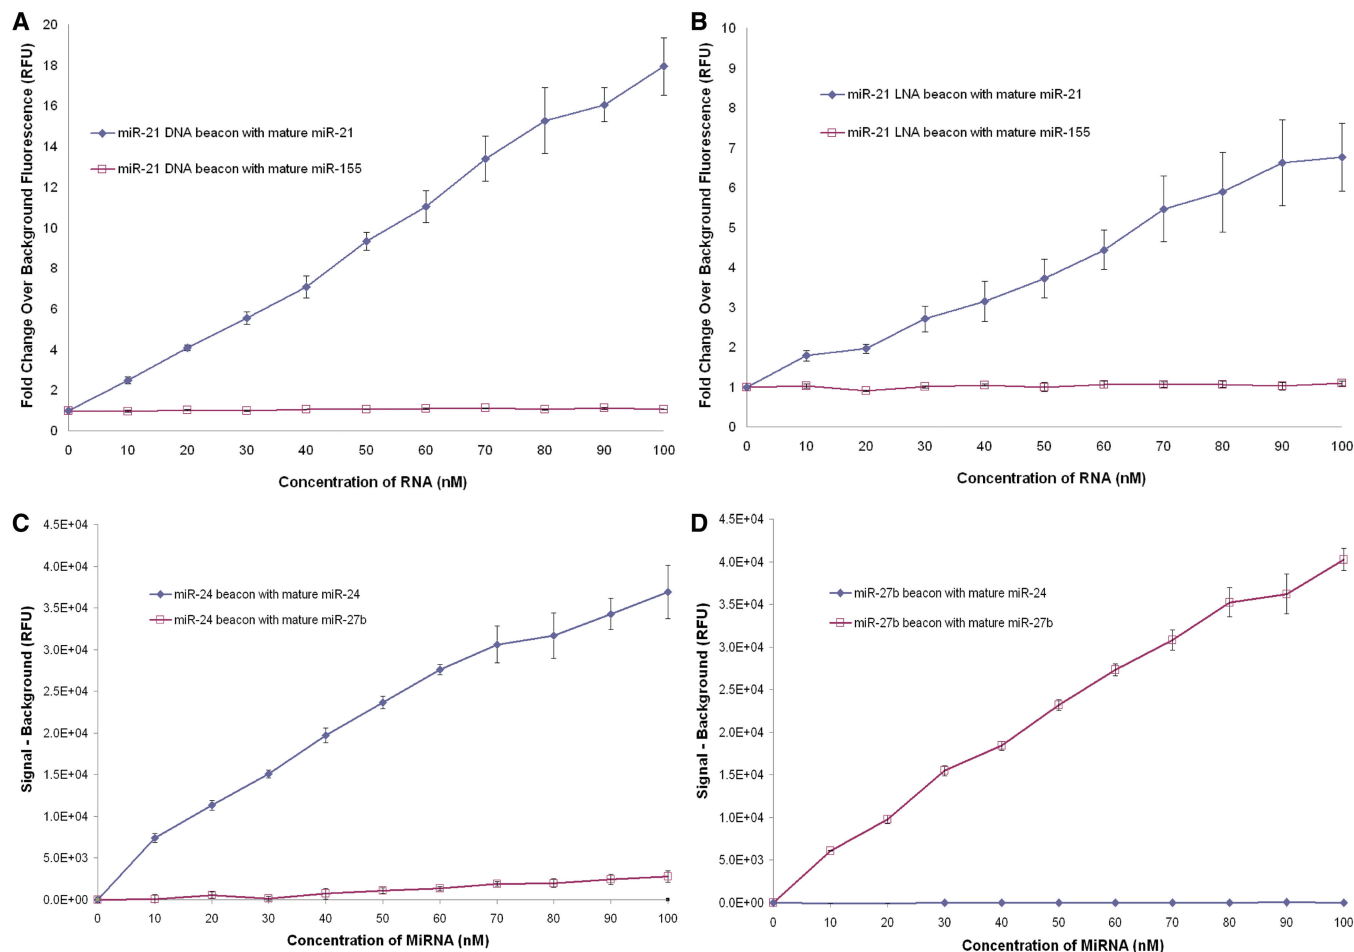 A
Fold Change Over Background Fluorescence (RFU)
20
18
16
14
12
10
8
6
4
2
0
miR-21 DNA beacon with mature miR-21
miR-21 DNA beacon with mature miR-155
0 10 20 30 40 50 60 70 80 90 100
Concentration of RNA (nM)
B
Fold Change Over Background Fluorescence (RFU)
10
9
8
7
6
5
4
3
2
1
0
miR-21 LNA beacon with mature miR-21
miR-21 LNA beacon with mature miR-155
0 10 20 30 40 50 60 70 80 90 100
Concentration of RNA (nM)
C
Signal - Background (RFU)
4.5E+04
4.0E+04
3.5E+04
3.0E+04
2.5E+04
2.0E+04
1.5E+04
1.0E+04
5.0E+03
0.0E+00
miR-24 beacon with mature miR-24
miR-24 beacon with mature miR-27b
0 10 20 30 40 50 60 70 80 90 100
Concentration of MiRNA (nM)
D
Signal - Background (RFU)
4.5E+04
4.0E+04
3.5E+04
3.0E+04
2.5E+04
2.0E+04
1.5E+04
1.0E+04
5.0E+03
0.0E+00
miR-27b beacon with mature miR-24
miR-27b beacon with mature miR-27b
0 10 20 30 40 50 60 70 80 90 100
Concentration of MiRNA (nM)